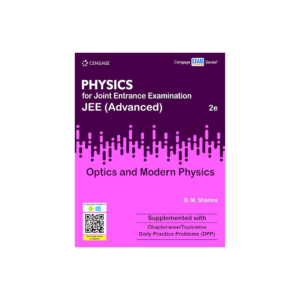 CENGAGE
Cengage EXAM Series
PHYSICS
for Joint Entrance Examination
JEE (Advanced)
2e
Optics and Modern Physics
B. M. Sharma
Supplemented with
Chapterwise/Topicwise
Daily Practice Problems (DPP)